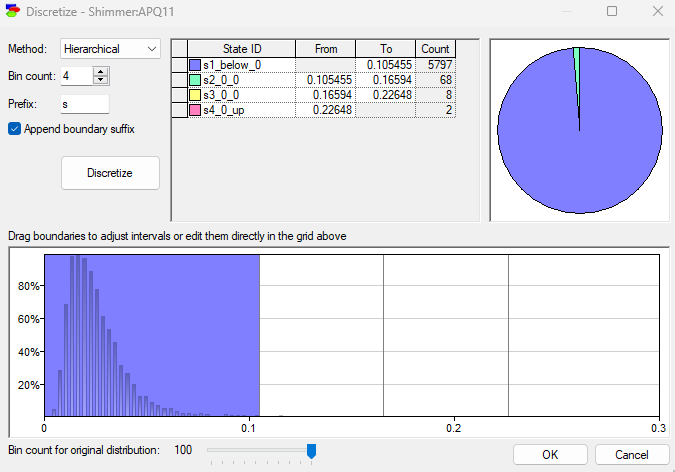 Discretize - Shimmer:APQ11
Method: Hierarchical
Bin count: 4
Prefix: s
Append boundary suffix
Discretize
State ID From To Count
s1_below_0 0.105455 5797
s2_0_0 0.105455 0.16594 68
s3_0_0 0.16594 0.22648 8
s4_0_up 0.22648 2
Drag boundaries to adjust intervals or edit them directly in the grid above
80%
60%
40%
20%
0 0.1 0.2 0.3
Bin count for original distribution: 100
OK Cancel